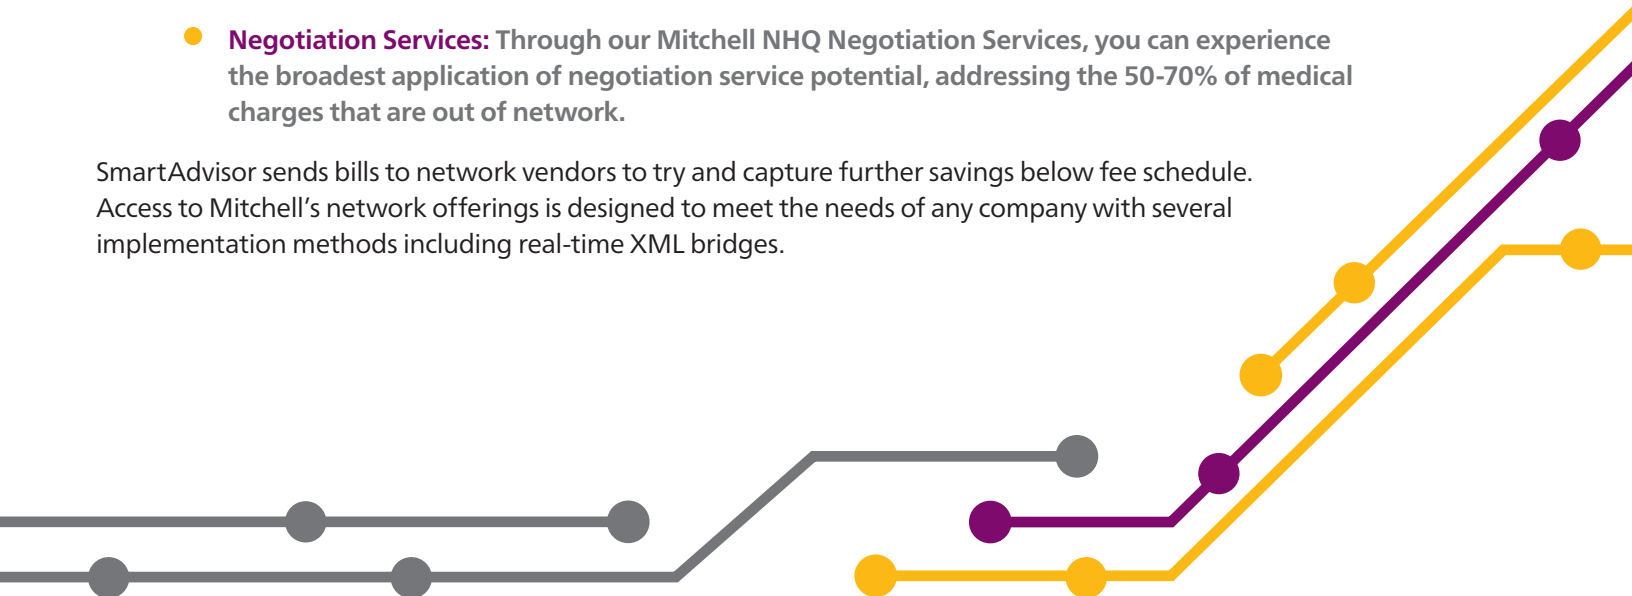 Negotiation Services: Through our Mitchell NHQ Negotiation Services, you can experience
the broadest application of negotiation service potential, addressing the 50-70% of medical
charges that are out of network.
SmartAdvisor sends bills to network vendors to try and capture further savings below fee schedule.
Access to Mitchell’s network offerings is designed to meet the needs of any company with several
implementation methods including real-time XML bridges.